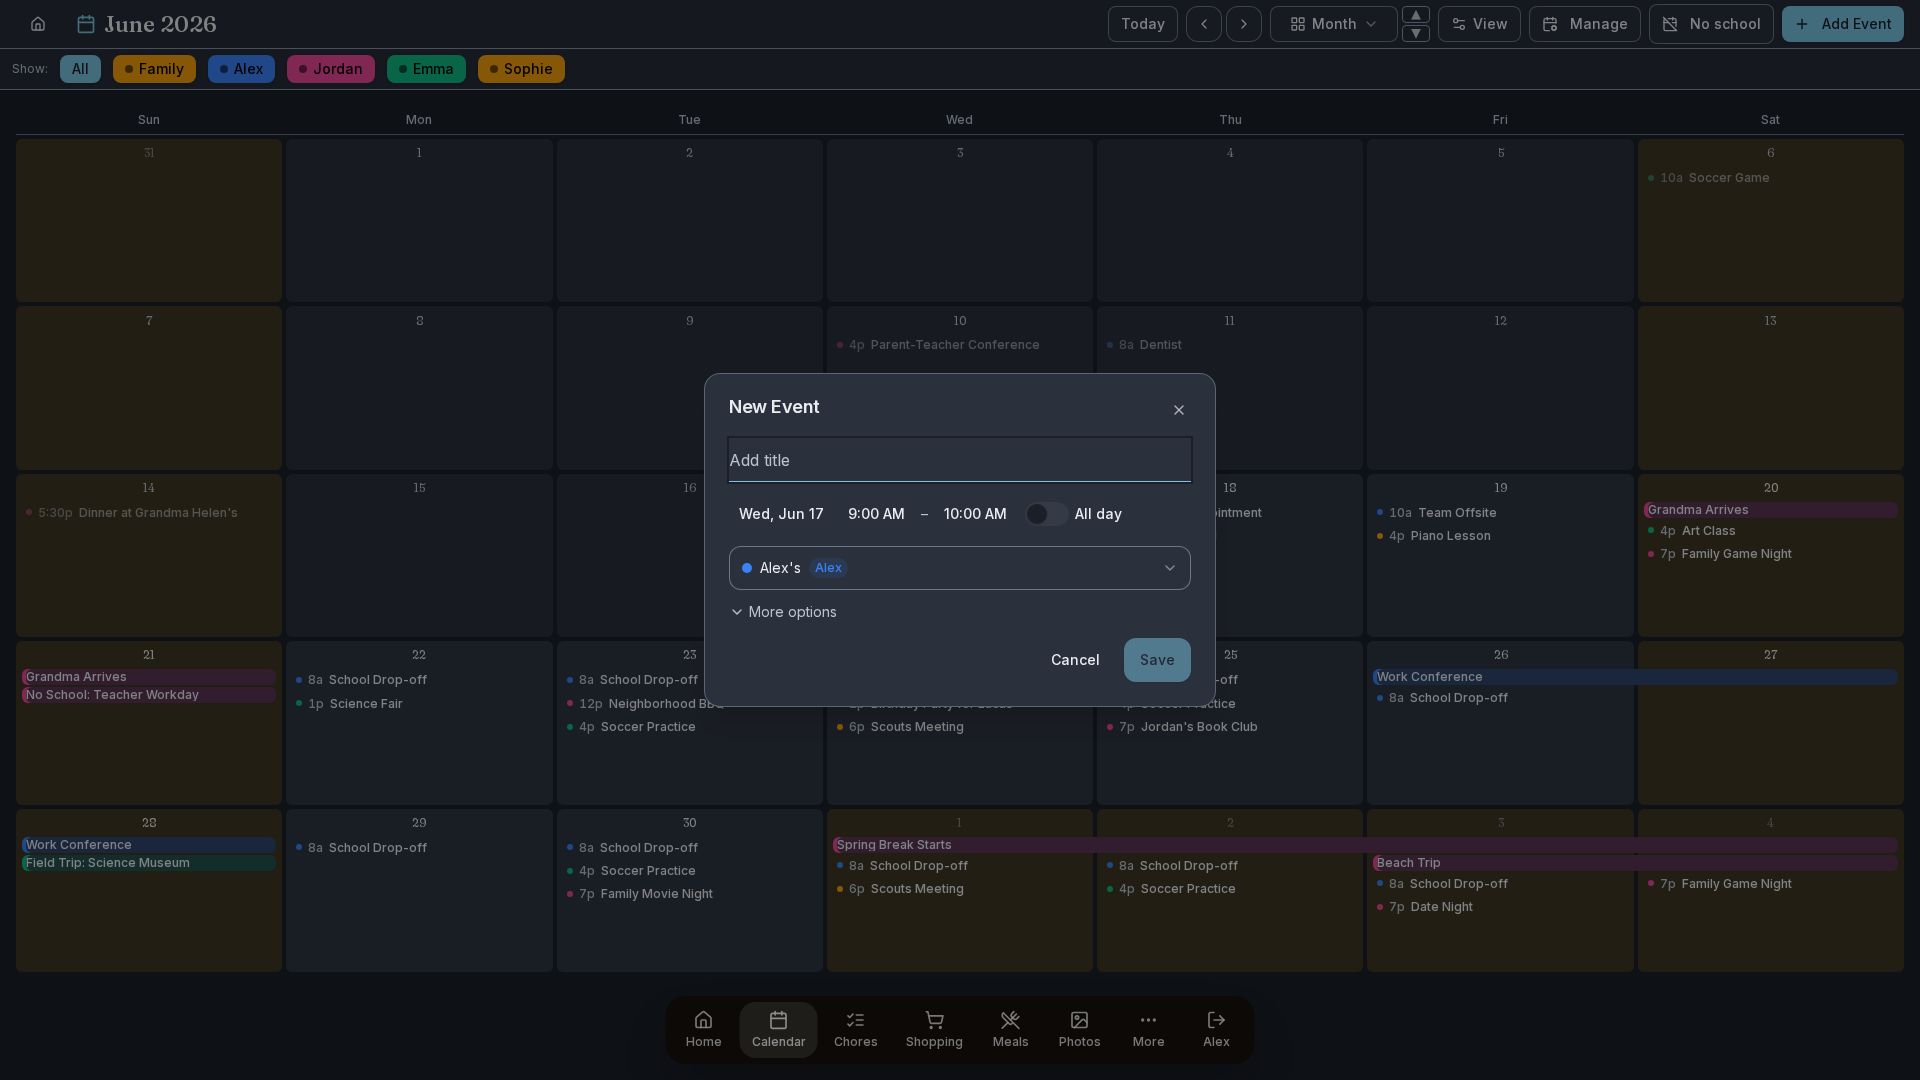 June 2026
Today
Month
View
Manage
No school
Add Event
Show:
All
Family
Alex
Jordan
Emma
Sophie
Sun Mon Tue Wed Thu Fri Sat
31 1 2 3 4 5 6
10a Soccer Game
7 8 9 10 11 12 13
4p Parent-Teacher Conference
8a Dentist
New Event
Add title
Wed, Jun 17 9:00 AM – 10:00 AM All day
Alex's Alex
More options
Cancel Save
14 15 16 18 19 20
5:30p Dinner at Grandma Helen's
10a Team Offsite
4p Piano Lesson
Grandma Arrives
4p Art Class
7p Family Game Night
21 22 23 25 26 27
Grandma Arrives
No School: Teacher Workday
8a School Drop-off
1p Science Fair
8a School Drop-off
12p Neighborhood
4p Soccer Practice
6p Scouts Meeting
7p Jordan's Book Club
Work Conference
8a School Drop-off
28 29 30 1 2 3 4
Work Conference
Field Trip: Science Museum
8a School Drop-off
8a School Drop-off
4p Soccer Practice
7p Family Movie Night
Spring Break Starts
8a School Drop-off
6p Scouts Meeting
8a School Drop-off
4p Soccer Practice
Beach Trip
8a School Drop-off
7p Date Night
7p Family Game Night
Home
Calendar
Chores
Shopping
Meals
Photos
More
Alex